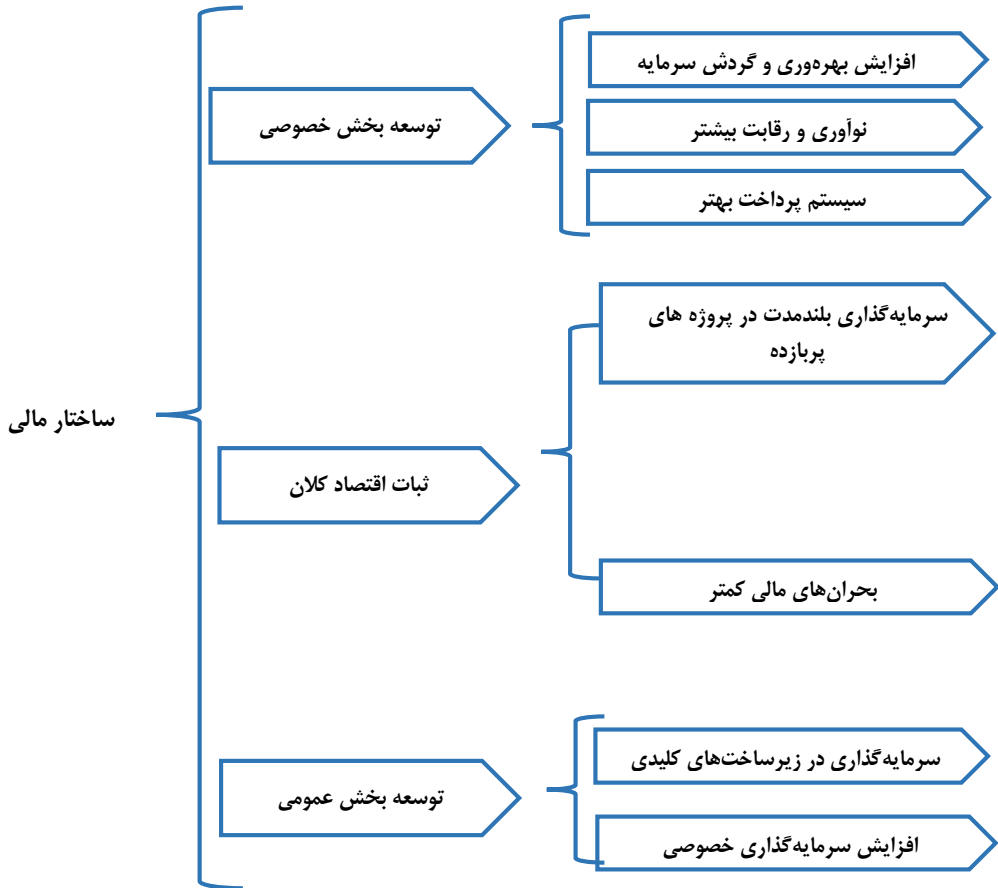 ساختار مالی
توسعه بخش خصوصی
افزایش بهره‌وری و گردش سرمایه
نوآوری و رقابت بیشتر
سیستم پرداخت بهتر
ثبات اقتصاد کلان
سرمایه‌گذاری بلندمدت در پروژه های
پربازده
بحران‌های مالی کمتر
توسعه بخش عمومی
سرمایه‌گذاری در زیرساخت‌های کلیدی
افزایش سرمایه‌گذاری خصوصی